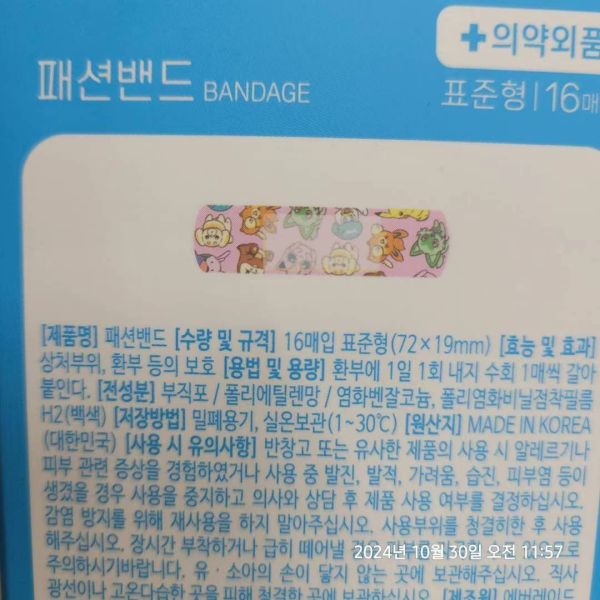 +의약외품
패션밴드 BANDAGE
표준형 | 16매
[제품명] 패션밴드 [수량 및 규격] 16매입 표준형(72×19mm) [효능 및 효과]
상처부위, 환부 등의 보호 [용법 및 용량] 환부에 1일 1회 내지 수회 1매씩 갈아
붙인다. [전성분] 부직포 / 폴리에틸렌망 / 염화벤잘코늄, 폴리염화비닐점착필름
H2(백색) [저장방법] 밀폐용기, 실온보관(1~30℃) [원산지] MADE IN KOREA
(대한민국) [사용 시 유의사항] 반창고 또는 유사한 제품의 사용 시 알레르기나
피부 관련 증상을 경험하였거나 사용 중 발진, 발적, 가려움, 습진, 피부염 등이
생겼을 경우 사용을 중지하고 의사와 상담 후 제품 사용 여부를 결정하십시오.
감염 방지를 위해 재사용을 하지 말아주십시오. 사용부위를 청결히한 후 사용
해주십시오. 장시간 부착하거나 급히 떼어낼
2024년 10월 30일 오전 11:57
주의하시기바랍니다. 유·소아의 손이 닿지 않는 곳에 보관해주십시오. 직사
광선이나 고온다습한 곳을 피해 청결한 곳에 보관하십시오. [제조원] 에버레이드